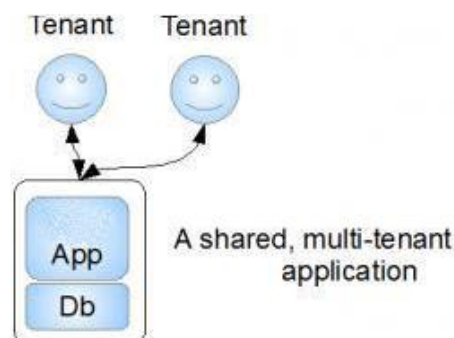 Tenant Tenant
App
Db
A shared, multi-tenant
application